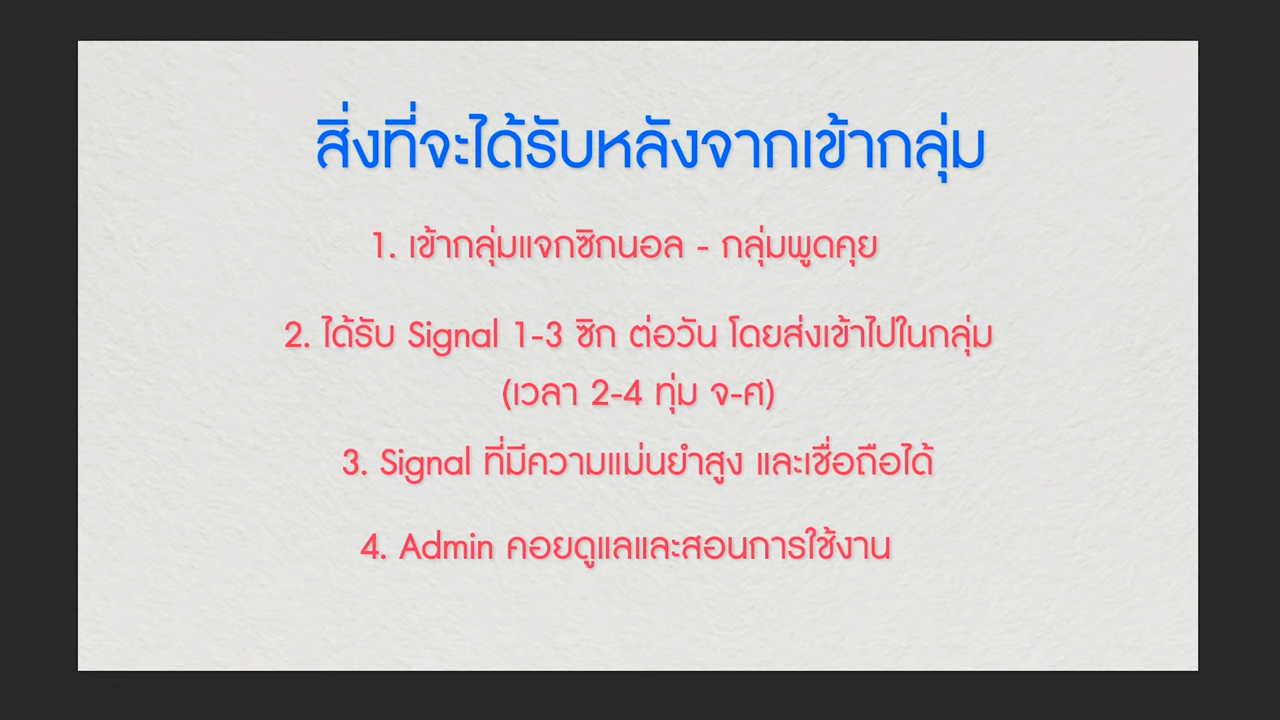 สิ่งที่จะได้รับหลังจากเข้ากลุ่ม
1. เข้ากลุ่มแจกซิกนอล - กลุ่มพูดคุย
2. ได้รับ Signal 1-3 ซิก ต่อวัน โดยส่งเข้าไปในกลุ่ม
(เวลา 2-4 ทุ่ม จ-ศ)
3. Signal ที่มีความแม่นยำสูง และเชื่อถือได้
4. Admin คอยดูแลและสอนการใช้งาน